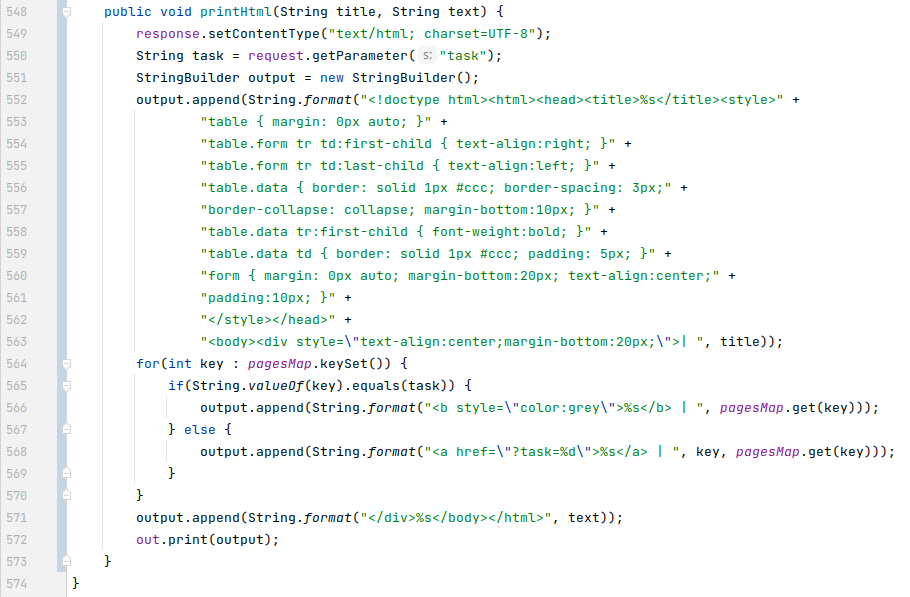 548 public void printHtml(String title, String text) {
549 response.setContentType("text/html; charset=UTF-8");
550 String task = request.getParameter( s: "task");
551 StringBuilder output = new StringBuilder();
552 output.append(String.format("<!doctype html><html><head><title>%s</title><style>" +
553 "table { margin: 0px auto; }" +
554 "table.form tr td:first-child { text-align:right; }" +
555 "table.form tr td:last-child { text-align:left; }" +
556 "table.data { border: solid 1px #ccc; border-spacing: 3px;" +
557 "border-collapse: collapse; margin-bottom:10px; }" +
558 "table.data tr:first-child { font-weight:bold; }" +
559 "table.data td { border: solid 1px #ccc; padding: 5px; }" +
560 "form { margin: 0px auto; margin-bottom:20px; text-align:center;" +
561 "padding:10px; }" +
562 "</style></head>" +
563 "<body><div style=\"text-align:center;margin-bottom:20px;\">| ", title));
564 for(int key : pagesMap.keySet()) {
565 if(String.valueOf(key).equals(task)) {
566 output.append(String.format("<b style=\"color:grey\">%s</b> | ", pagesMap.get(key)));
567 } else {
568 output.append(String.format("<a href=\"?task=%d\">%s</a> | ", key, pagesMap.get(key)));
569 }
570 }
571 output.append(String.format("</div>%s</body></html>", text));
572 out.print(output);
573 }
574 }